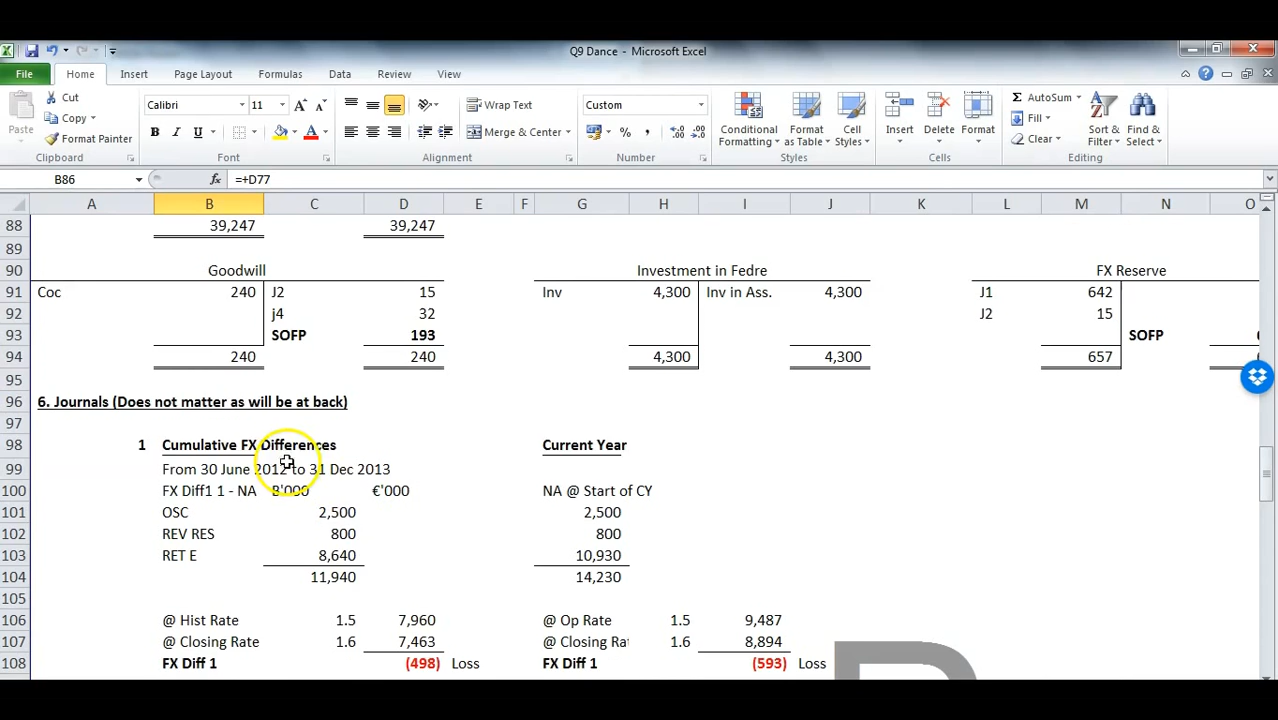 Q9 Dance - Microsoft Excel
File Home Insert Page Layout Formulas Data Review View
Paste Cut Copy Format Painter Clipboard
Calibri 11 B I U Font
Wrap Text Merge & Center Alignment
Custom % , Number
Conditional Formatting Format as Table Cell Styles Styles
Insert Delete Format Cells
AutoSum Fill Clear Sort & Filter Find & Select Editing
B86 fx =+D77
A B C D E F G H I J K L M N O
88 39,247 39,247
89
90 Goodwill Investment in Fedre FX Reserve
91 Coc 240 J2 15 Inv 4,300 Inv in Ass. 4,300 J1 642
92 j4 32 J2 15
93 SOFP 193 SOFP
94 240 240 4,300 4,300 657
95
96 6. Journals (Does not matter as will be at back)
97
98 1 Cumulative FX Differences Current Year
99 From 30 June 2012 to 31 Dec 2013
100 FX Diff1 1 - NA B'000 €'000 NA @ Start of CY
101 OSC 2,500 2,500
102 REV RES 800 800
103 RET E 8,640 10,930
104 11,940 14,230
105
106 @ Hist Rate 1.5 7,960 @ Op Rate 1.5 9,487
107 @ Closing Rate 1.6 7,463 @ Closing Rat 1.6 8,894
108 FX Diff 1 (498) Loss FX Diff 1 (593) Loss